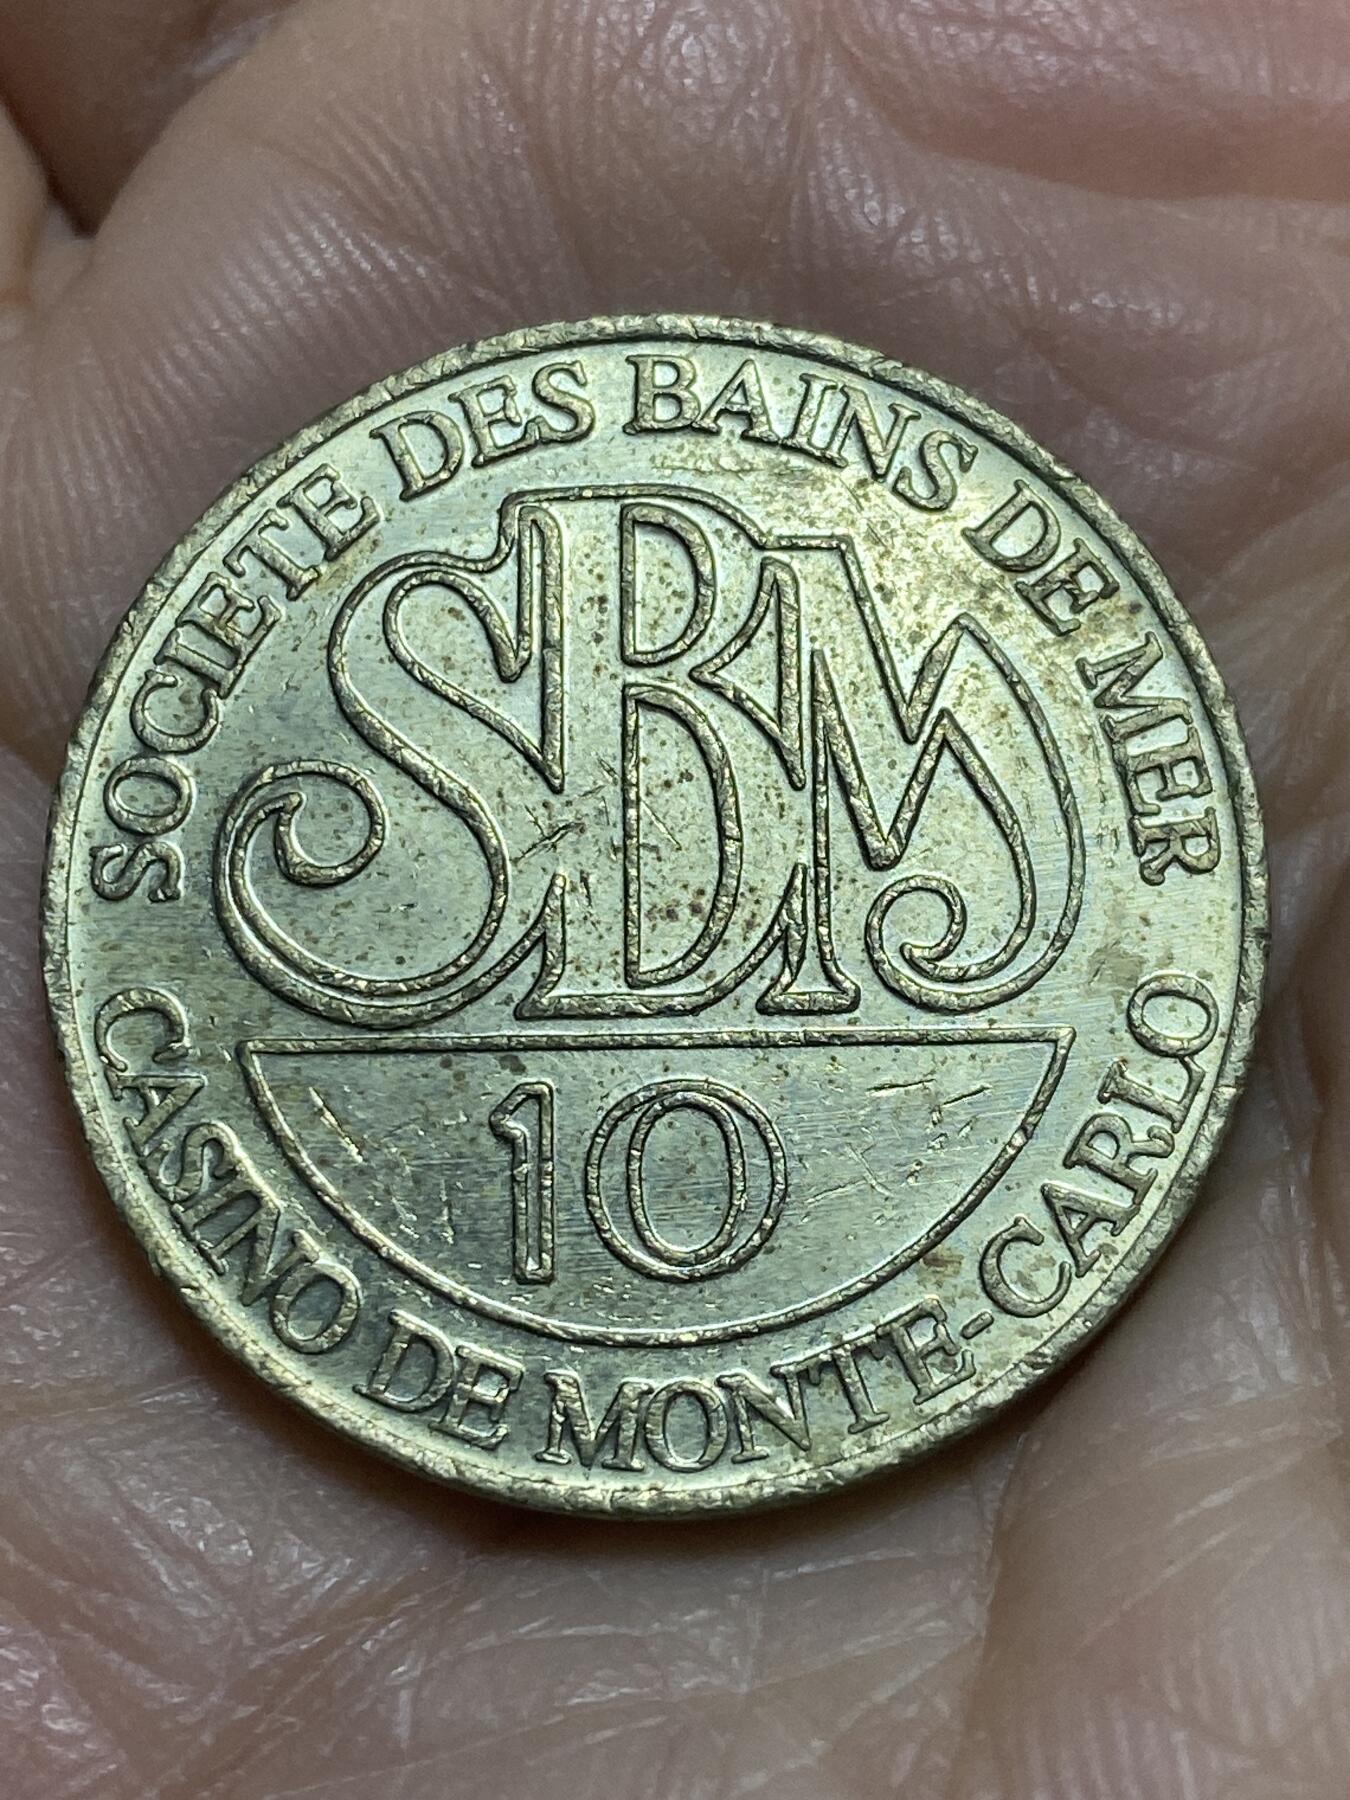 SOCIETE DES BAINS DE MER
SBM
10
CASINO DE MONTE-CARLO